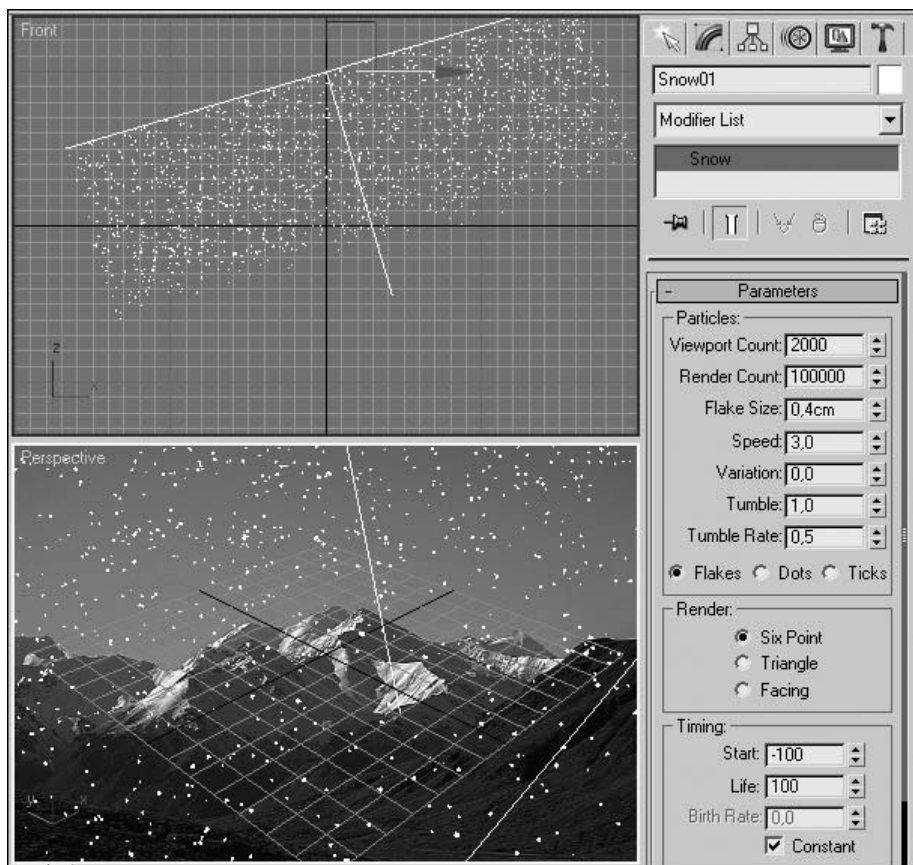 Front
z
x
Perspective
Snow01
Modifier List
Snow
- Parameters
Particles:
Viewport Count: 2000
Render Count: 100000
Flake Size: 0,4cm
Speed: 3,0
Variation: 0,0
Tumble: 1,0
Tumble Rate: 0,5
Flakes Dots Ticks
Render:
Six Point
Triangle
Facing
Timing:
Start: -100
Life: 100
Birth Rate: 0,0
Constant